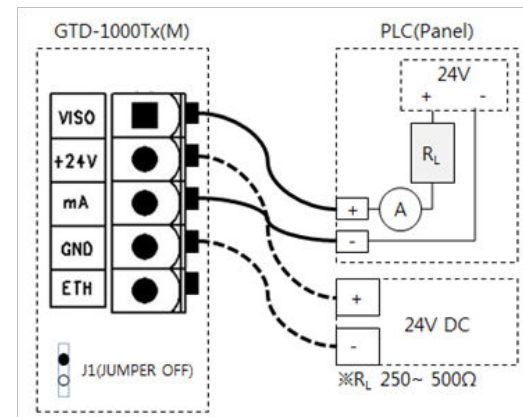 GTD-1000Tx(M)
PLC(Panel)
24V
+ -
VISO
+24V
RL
mA
+ A
-
GND
ETH
+
24V DC
-
J1(JUMPER OFF)
※RL 250~ 500Ω